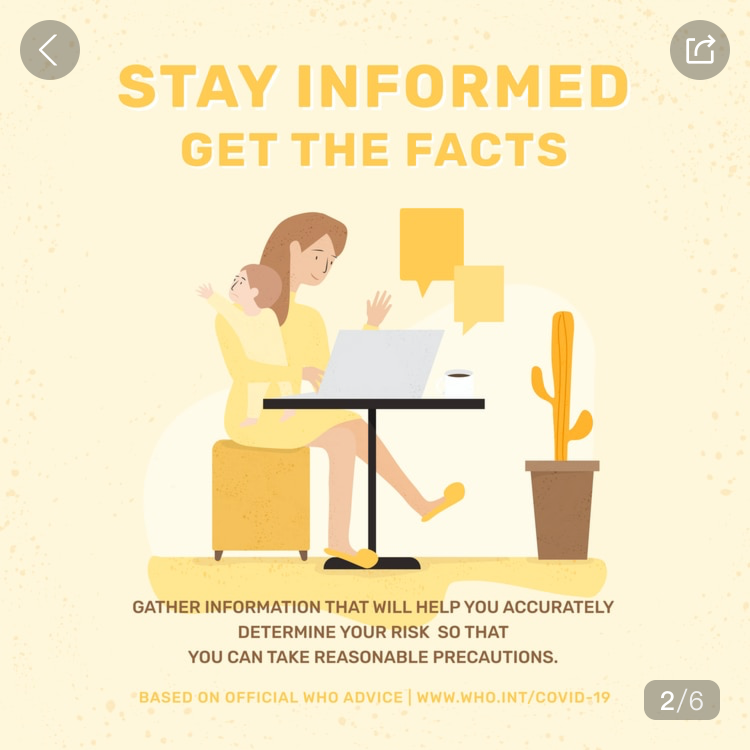 STAY INFORMED
GET THE FACTS
GATHER INFORMATION THAT WILL HELP YOU ACCURATELY
DETERMINE YOUR RISK SO THAT
YOU CAN TAKE REASONABLE PRECAUTIONS.
BASED ON OFFICIAL WHO ADVICE | WWW.WHO.INT/COVID-19
2/6